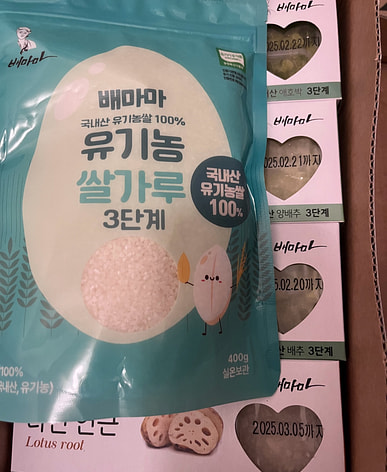 배마마
배마마
국내산 유기농쌀 100%
유기농
쌀가루
3단계
국내산
유기농쌀
100%
400g
실온보관
100%
유기농)
2025.02.22까지
애호박 3단계
배마마
2025.02.21까지
양배추 3단계
배마마
2025.02.20까지
배추 3단계
배마마
2025.03.05까지
연근
Lotus root